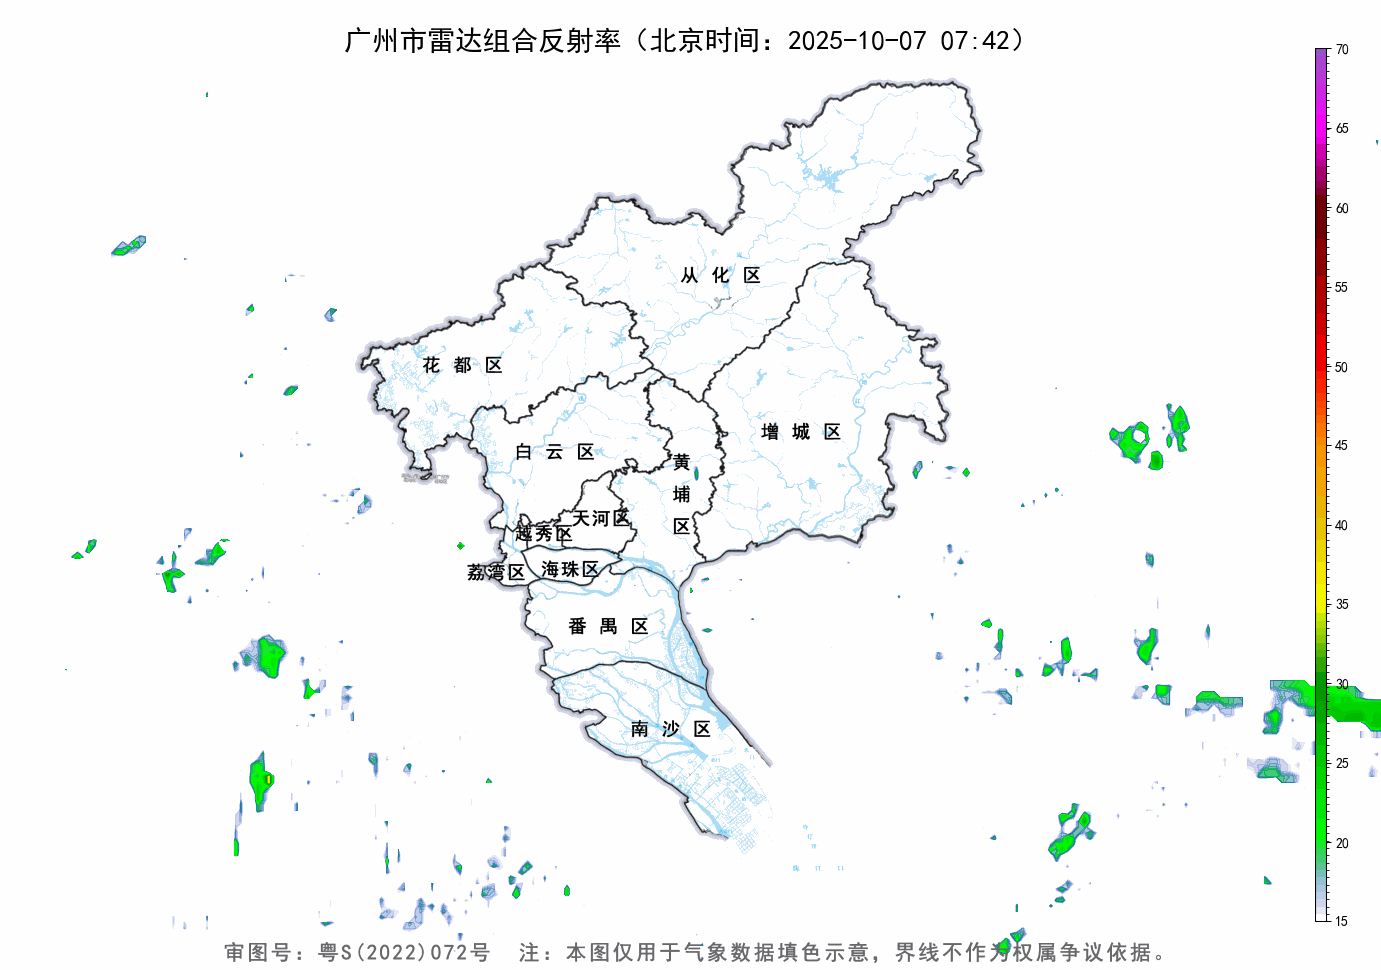 广州市雷达组合反射率（北京时间：2025-10-07 07:42）
70
65
60
55
50
45
40
35
30
25
20
15
从化区
花都区
增城区
白云区
黄埔区
天河区
越秀区
荔湾区
海珠区
番禺区
南沙区
审图号：粤S(2022)072号 注：本图仅用于气象数据填色示意，界线不作为权属争议依据。